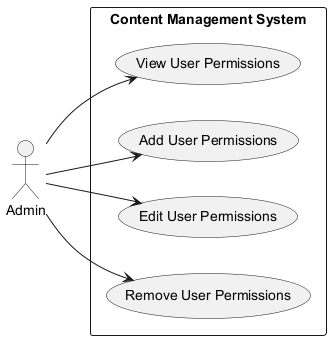 Content Management System
View User Permissions
Add User Permissions
Admin
Edit User Permissions
Remove User Permissions